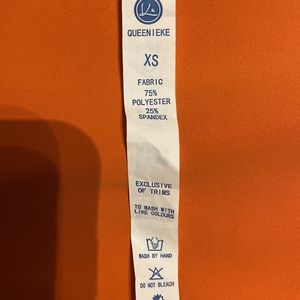 QUEENIEKE
XS
FABRIC
75%
POLYESTER
25%
SPANDEX
EXCLUSIVE
OF TRIMS
TO WASH WITH
LIKE COLOURS
WASH BY HAND
DO NOT BLEACH